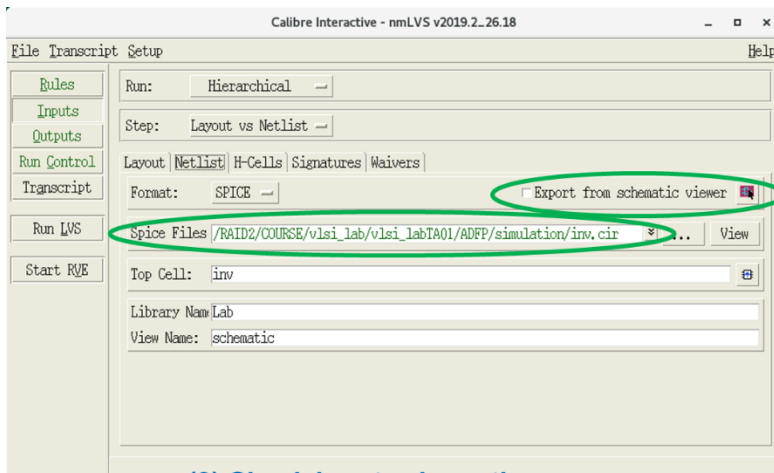 Calibre Interactive - nmLVS v2019.2_26.18
File Transcript Setup Help
Rules
Inputs
Outputs
Run Control
Transcript
Run LVS
Start RVE
Run: Hierarchical
Step: Layout vs Netlist
Layout Netlist H-Cells Signatures Waivers
Format: SPICE Export from schematic viewer
Spice Files /RAID2/COURSE/vlsi_lab/vlsi_labTA01/ADFP/simulation/inv.cir ... View
Top Cell: inv
Library Nam Lab
View Name: schematic